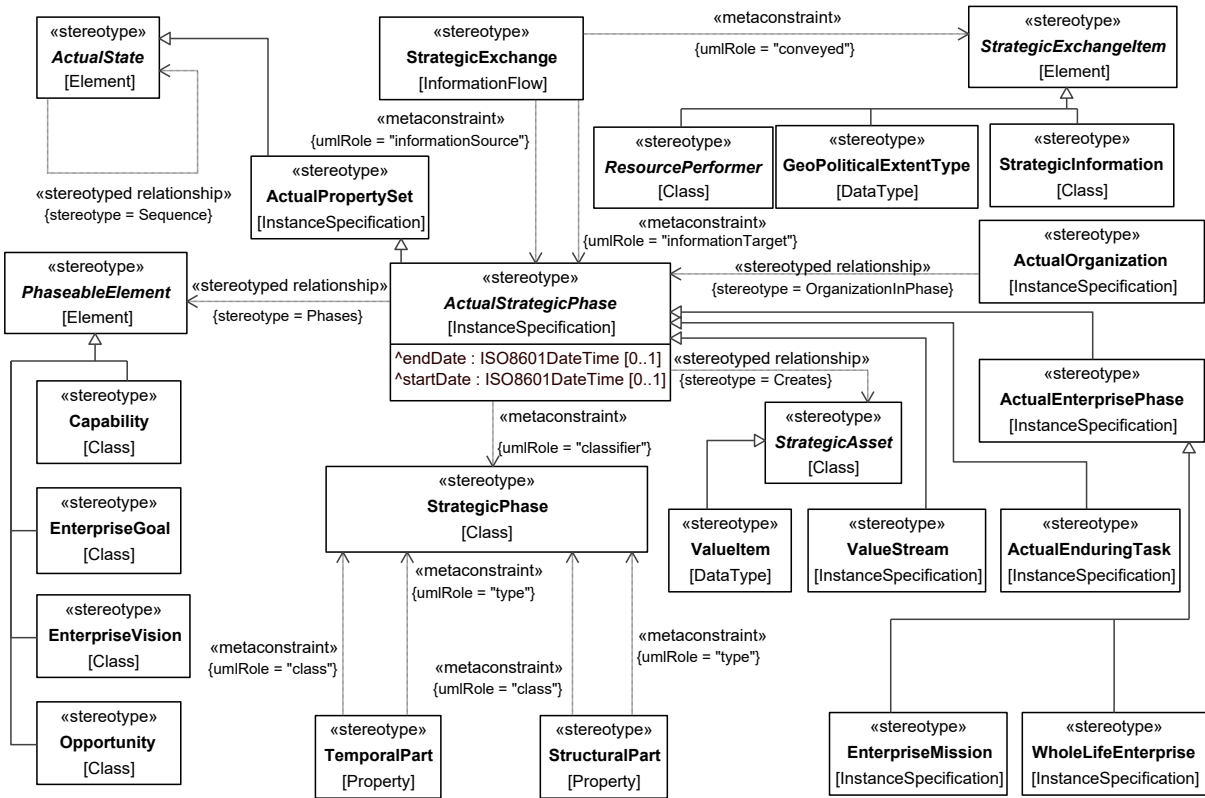 «stereotype»
ActualState
[Element]
«stereotyped relationship»
{stereotype = Sequence}
«stereotype»
StrategicExchange
[InformationFlow]
«metaconstraint»
{umlRole = "conveyed"}
«stereotype»
StrategicExchangeItem
[Element]
«metaconstraint»
{umlRole = "informationSource"}
«stereotype»
ActualPropertySet
[InstanceSpecification]
«stereotype»
ResourcePerformer
[Class]
«stereotype»
GeoPoliticalExtentType
[DataType]
«stereotype»
StrategicInformation
[Class]
«metaconstraint»
{umlRole = "informationTarget"}
«stereotype»
PhaseableElement
[Element]
«stereotyped relationship»
{stereotype = Phases}
«stereotype»
ActualStrategicPhase
[InstanceSpecification]
^endDate : ISO8601DateTime [0..1]
^startDate : ISO8601DateTime [0..1]
«stereotyped relationship»
{stereotype = OrganizationInPhase}
«stereotype»
ActualOrganization
[InstanceSpecification]
«stereotyped relationship»
{stereotype = Creates}
«stereotype»
ActualEnterprisePhase
[InstanceSpecification]
«stereotype»
Capability
[Class]
«metaconstraint»
{umlRole = "classifier"}
«stereotype»
StrategicAsset
[Class]
«stereotype»
StrategicPhase
[Class]
«stereotype»
EnterpriseGoal
[Class]
«stereotype»
ValueItem
[DataType]
«stereotype»
ValueStream
[InstanceSpecification]
«stereotype»
ActualEnduringTask
[InstanceSpecification]
«metaconstraint»
{umlRole = "type"}
«stereotype»
EnterpriseVision
[Class]
«metaconstraint»
{umlRole = "class"}
«metaconstraint»
{umlRole = "class"}
«metaconstraint»
{umlRole = "type"}
«stereotype»
Opportunity
[Class]
«stereotype»
TemporalPart
[Property]
«stereotype»
StructuralPart
[Property]
«stereotype»
EnterpriseMission
[InstanceSpecification]
«stereotype»
WholeLifeEnterprise
[InstanceSpecification]